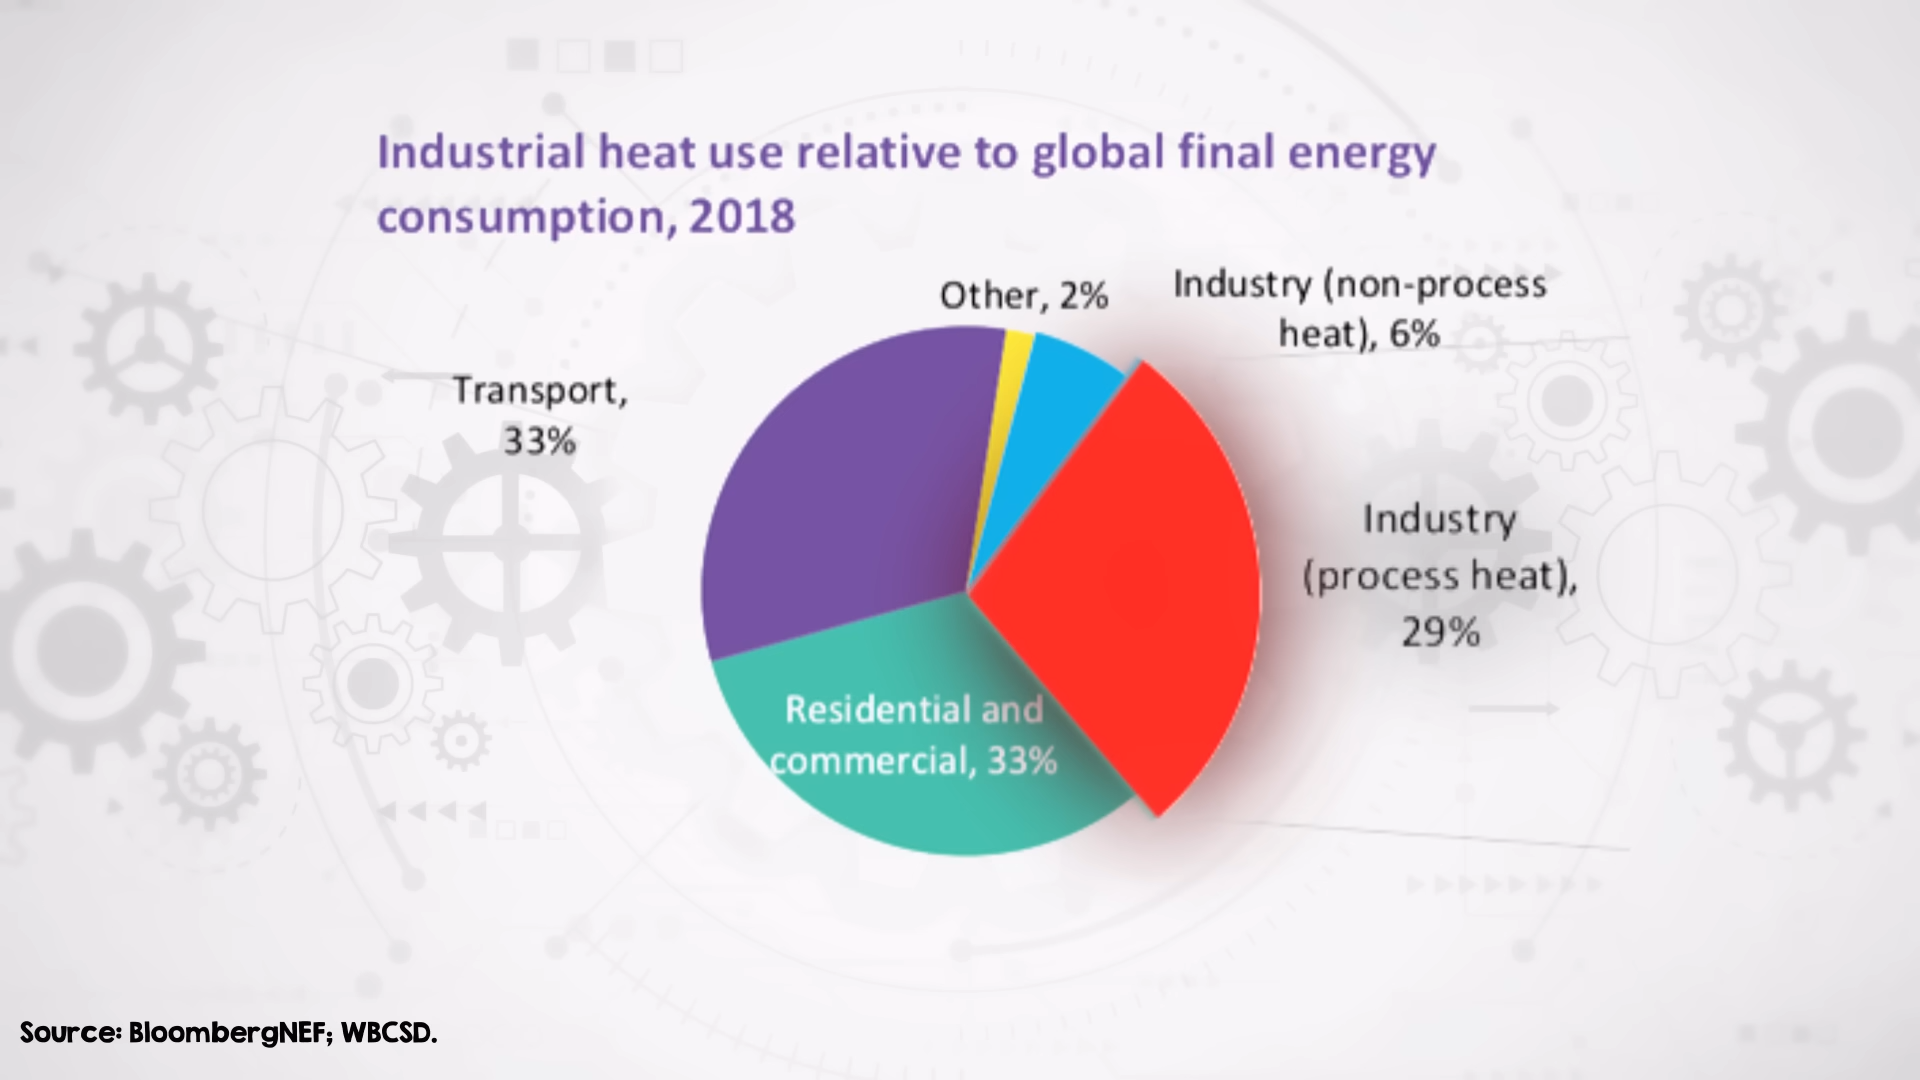 Industrial heat use relative to global final energy
consumption, 2018
Other, 2%
Industry (non-process
heat), 6%
Transport,
33%
Industry
(process heat),
29%
Residential and
commercial, 33%
Source: BloombergNEF; WBCSD.